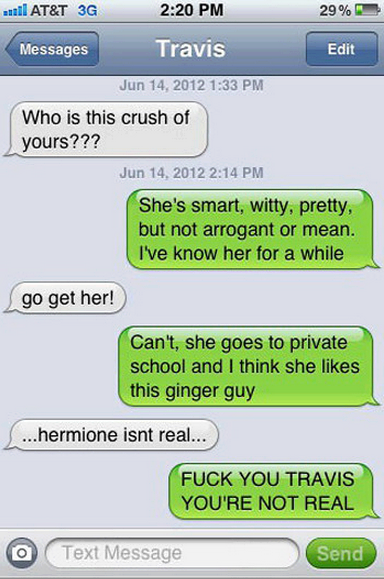 AT&T 3G 2:20 PM 29%
Messages Travis Edit
Jun 14, 2012 1:33 PM
Who is this crush of
yours???
Jun 14, 2012 2:14 PM
She's smart, witty, pretty,
but not arrogant or mean.
I've know her for a while
go get her!
Can't, she goes to private
school and I think she likes
this ginger guy
...hermione isnt real...
FUCK YOU TRAVIS
YOU'RE NOT REAL
Text Message Send